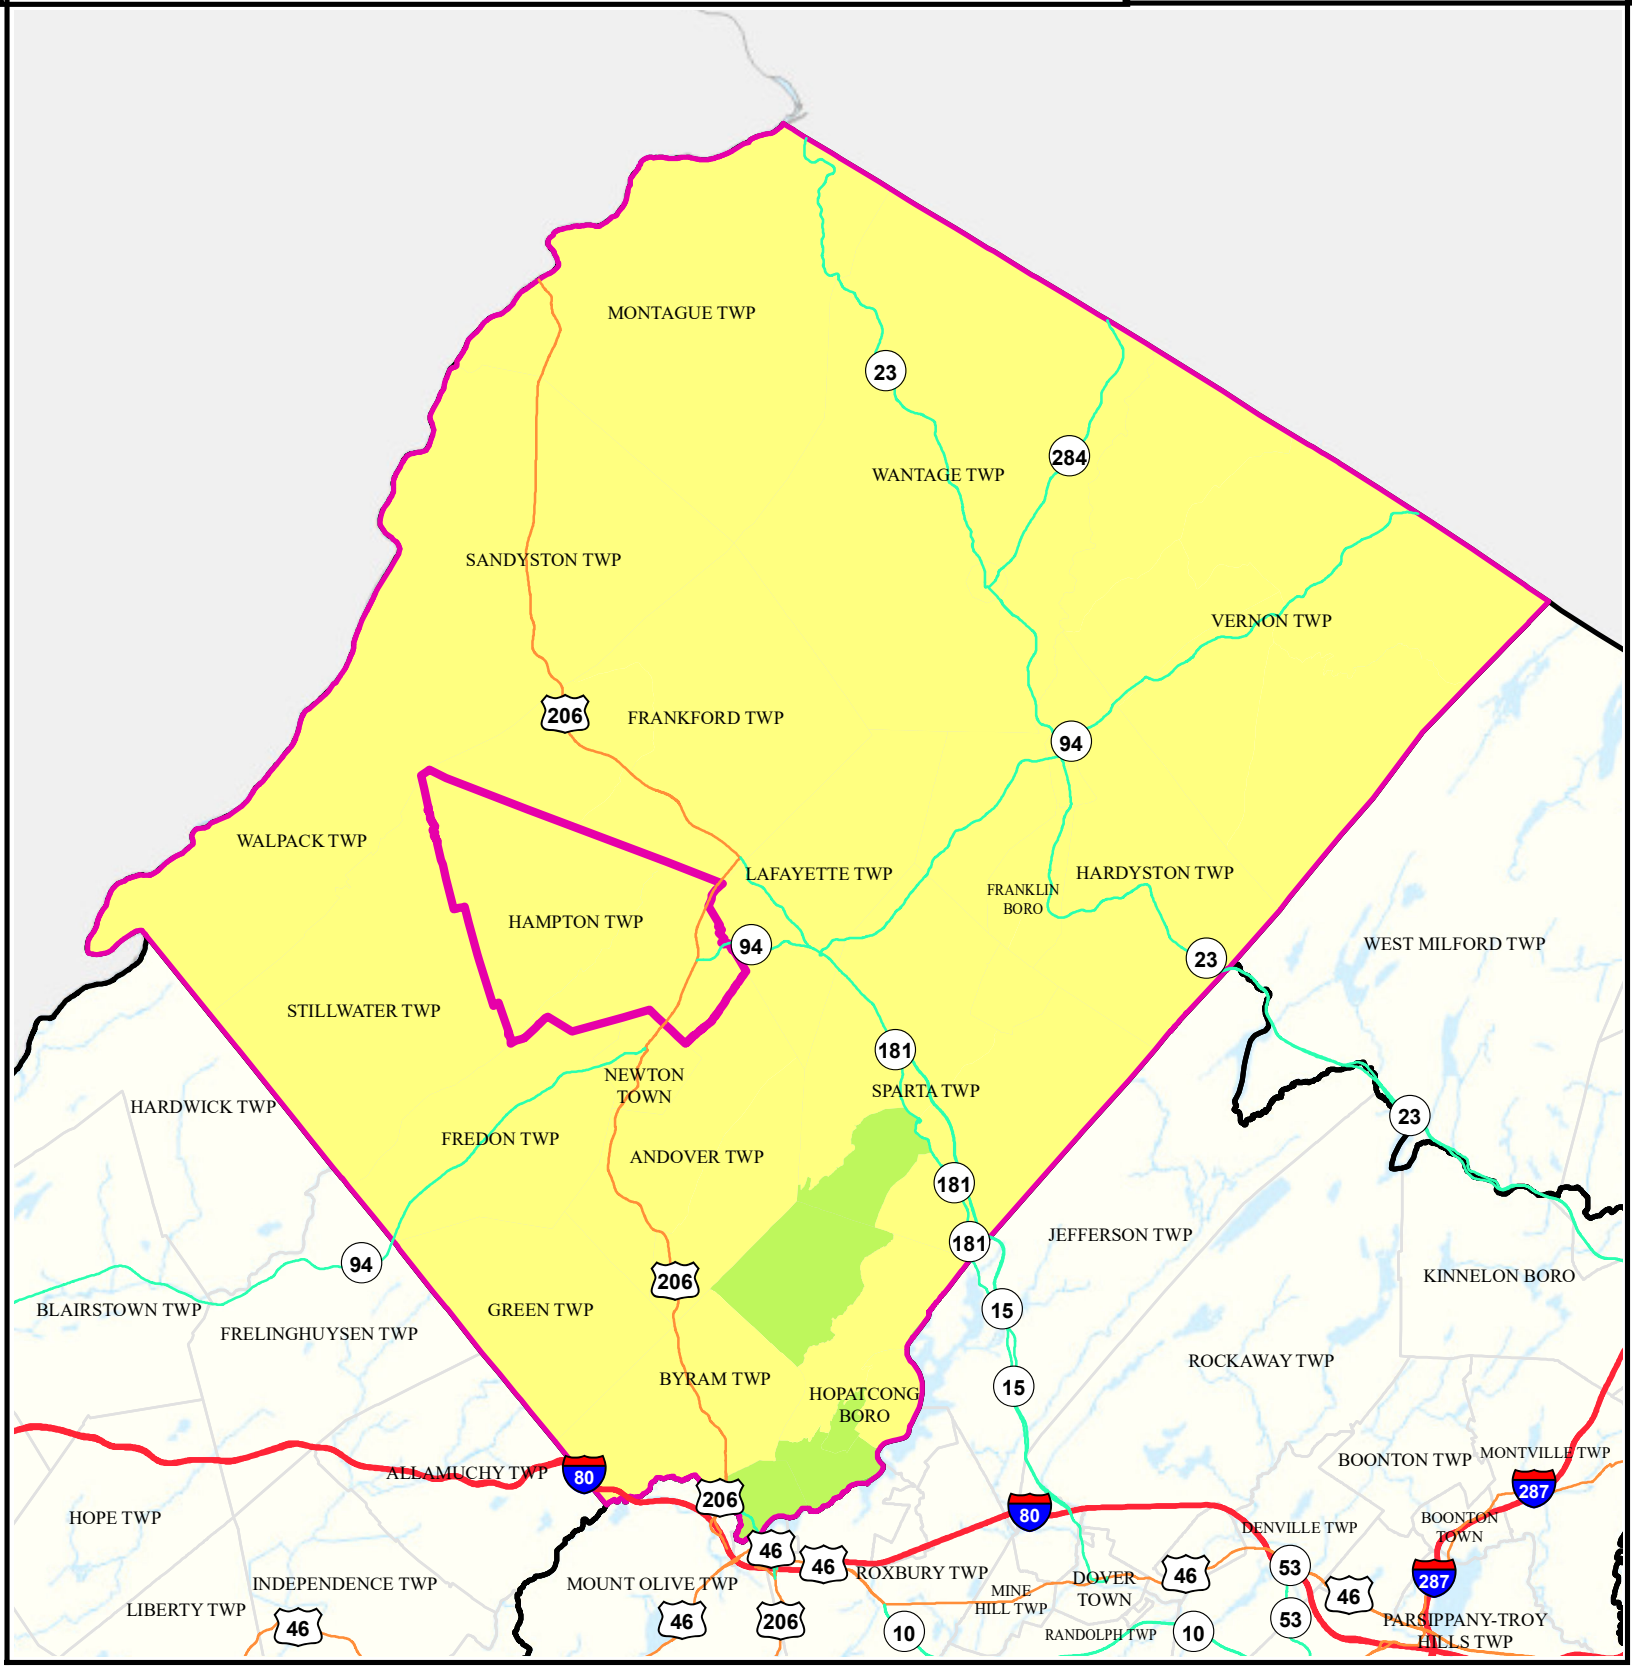 MONTAGUE TWP
23
284
WANTAGE TWP
SANDYSTON TWP
VERNON TWP
206
FRANKFORD TWP
94
WALPACK TWP
LAFAYETTE TWP
HARDYSTON TWP
FRANKLIN
BORO
HAMPTON TWP
94
23
WEST MILFORD TWP
STILLWATER TWP
181
NEWTON
TOWN
SPARTA TWP
HARDWICK TWP
23
FREDON TWP
ANDOVER TWP
181
JEFFERSON TWP
181
94
KINNELON BORO
206
BLAIRSTOWN TWP
GREEN TWP
15
FRELINGHUYSEN TWP
ROCKAWAY TWP
BYRAM TWP
15
HOPATCONG
BORO
ALLAMUCHY TWP
80
BOONTON TWP
MONTVILLE TWP
287
206
80
HOPE TWP
DENVILLE TWP
BOONTON
TOWN
46
46
ROXBURY TWP
46
53
287
INDEPENDENCE TWP
MOUNT OLIVE TWP
MINE
HILL TWP
DOVER
TOWN
46
LIBERTY TWP
46
46
206
10
RANDOLPH TWP
10
53
PARSIPPANY-TROY
HILLS TWP